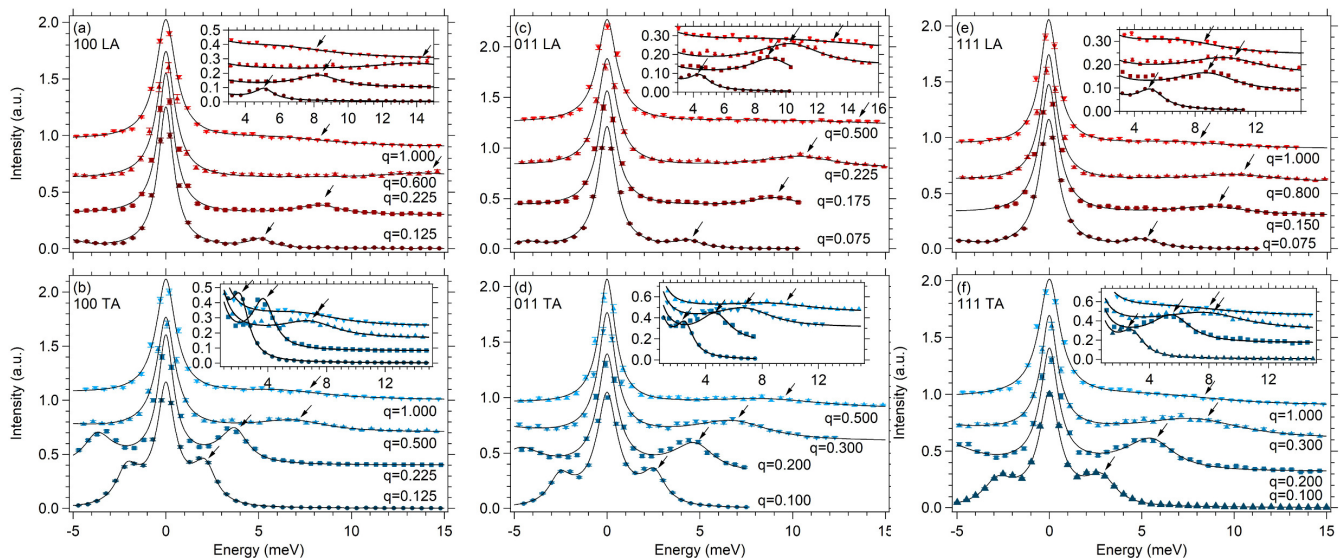 (a)
100 LA
2.0
1.5
1.0
0.5
0.0
Intensity (a.u.)
0.5
0.4
0.3
0.2
0.1
0.0
4 6 8 10 12 14
q=1.000
q=0.600
q=0.225
q=0.125
(c)
011 LA
2.0
1.5
1.0
0.5
0.0
Intensity (a.u.)
0.30
0.20
0.10
0.00
4 6 8 10 12 14 16
q=0.500
q=0.225
q=0.175
q=0.075
(e)
111 LA
2.0
1.5
1.0
0.5
0.0
Intensity (a.u.)
0.30
0.20
0.10
0.00
4 6 8 10 12 14
q=1.000
q=0.800
q=0.150
q=0.075
(b)
100 TA
2.0
1.5
1.0
0.5
0.0
Intensity (a.u.)
0.5
0.4
0.3
0.2
0.1
0.0
4 8 12
q=1.000
q=0.500
q=0.225
q=0.125
-5 0 5 10 15
Energy (meV)
(d)
011 TA
2.0
1.5
1.0
0.5
0.0
Intensity (a.u.)
0.6
0.4
0.2
0.0
4 8 12
q=0.500
q=0.300
q=0.200
q=0.100
-5 0 5 10 15
Energy (meV)
(f)
111 TA
2.0
1.5
1.0
0.5
0.0
Intensity (a.u.)
0.6
0.4
0.2
0.0
4 8 12
q=1.000
q=0.300
q=0.200
q=0.100
-5 0 5 10 15
Energy (meV)